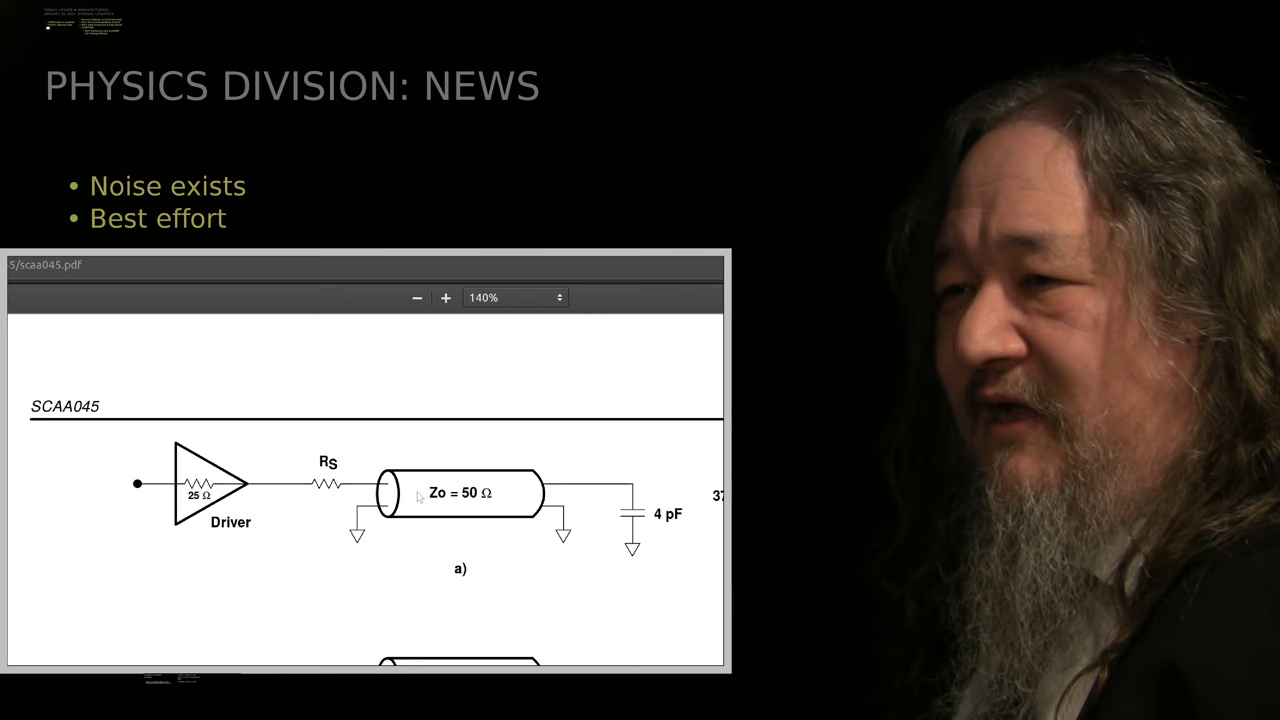 PHYSICS DIVISION: NEWS
• Noise exists
• Best effort
5/scaa045.pdf
− + 140%
SCAA045
RS
25 Ω
Zo = 50 Ω
37
4 pF
Driver
a)